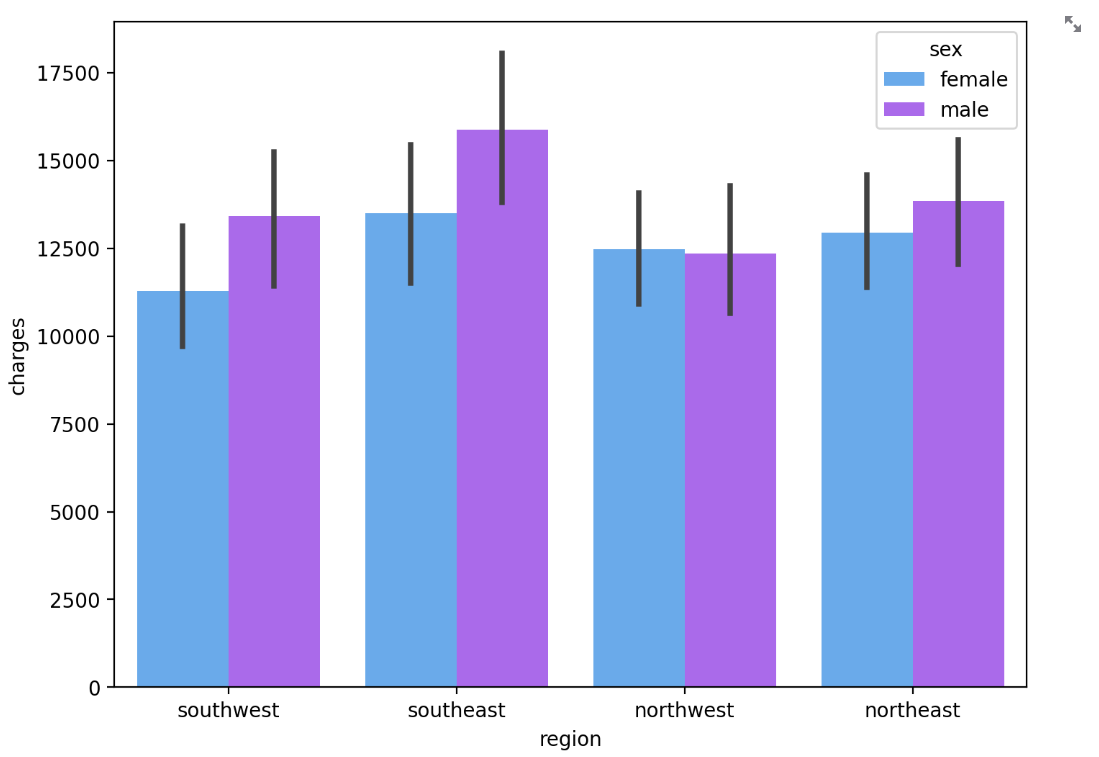 sex
female
male
17500
15000
12500
10000
7500
5000
2500
0
charges
southwest southeast northwest northeast
region